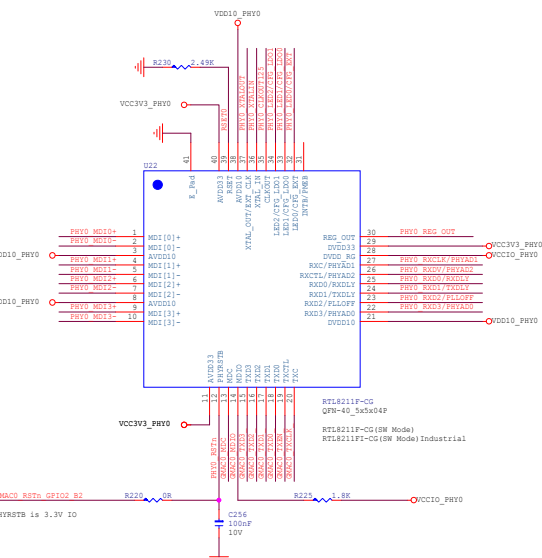 VDD10_PHY0
R230
2.49K
VCC3V3_PHY0
RSET0
PHY0_XTALOUT
PHY0_XTALIN
PHY0_CLKOUT125
PHY0_LED2/CFG_LDO1
PHY0_LED1/CFG_LDO0
PHY0_LED0/CFG_EXT
41
40
39
38
37
36
35
34
33
32
31
U22
E_Pad
AVDD33
RSET
AVDD10
XTAL_OUT/EXT_CLK
XTAL_IN
CLKOUT
LED2/CFG_LDO1
LED1/CFG_LDO0
LED0/CFG_EXT
INTB/PMEB
PHY0_MDI0+ 1 MDI[0]+
PHY0_MDI0- 2 MDI[0]-
DD10_PHY0 3 AVDD10
PHY0_MDI1+ 4 MDI[1]+
PHY0_MDI1- 5 MDI[1]-
PHY0_MDI2+ 6 MDI[2]+
PHY0_MDI2- 7 MDI[2]-
DD10_PHY0 8 AVDD10
PHY0_MDI3+ 9 MDI[3]+
PHY0_MDI3- 10 MDI[3]-
REG_OUT 30 PHY0_REG_OUT
DVDD33 29 VCC3V3_PHY0
DVDD_RG 28 VCCIO_PHY0
RXC/PHYAD1 27 PHY0_RXCLK/PHYAD1
RXCTL/PHYAD2 26 PHY0_RXDV/PHYAD2
RXD0/RXDLY 25 PHY0_RXD0/RXDLY
RXD1/TXDLY 24 PHY0_RXD1/TXDLY
RXD2/PLLOFF 23 PHY0_RXD2/PLLOFF
RXD3/PHYAD0 22 PHY0_RXD3/PHYAD0
DVDD10 21 VDD10_PHY0
AVDD33
PHYRSTB
MDC
MDIO
TXD3
TXD2
TXD1
TXD0
TXCTL
TXC
11
12
13
14
15
16
17
18
19
20
VCC3V3_PHY0
PHY0_RSTn
GMAC0_MDC
GMAC0_MDIO
GMAC0_TXD3
GMAC0_TXD2
GMAC0_TXD1
GMAC0_TXD0
GMAC0_TXEN
GMAC0_TXCLK
RTL8211F-CG
QFN-40_5x5x04P
RTL8211F-CG(SW Mode)
RTL8211FI-CG(SW Mode)Industrial
MAC0_RSTn_GPIO2_B2
R220
0R
R225
1.8K
VCCIO_PHY0
HYRSTB is 3.3V IO
C256
100nF
10V